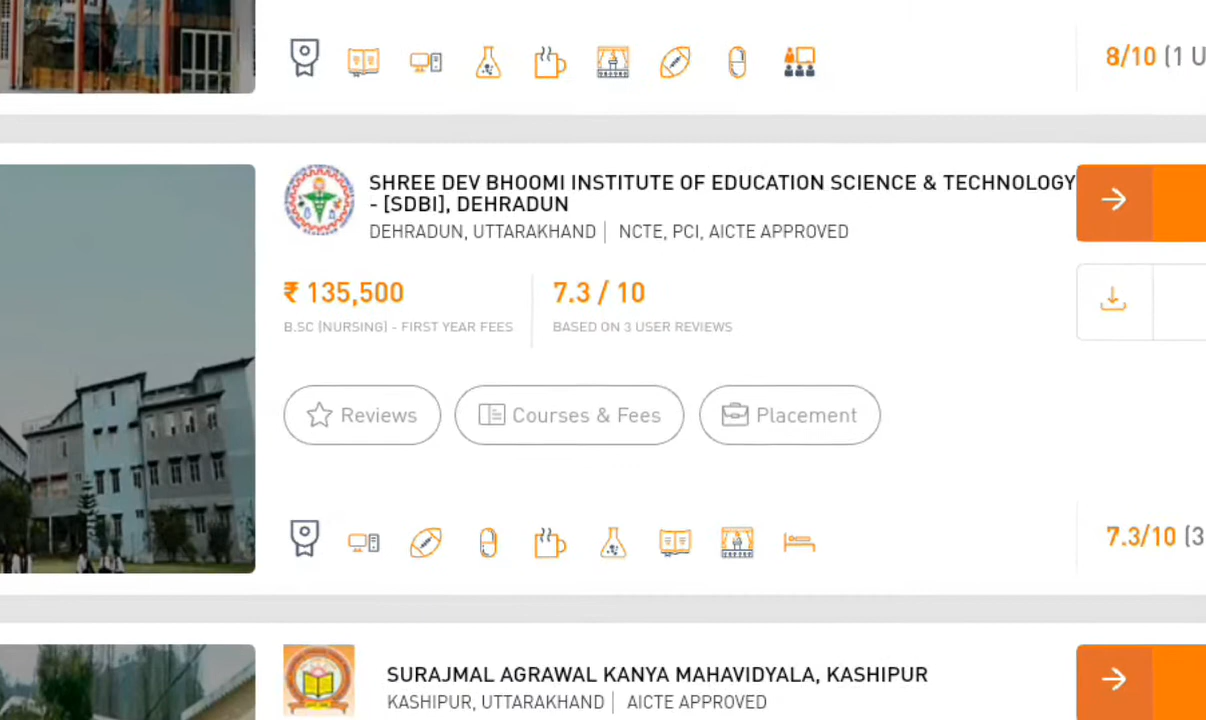 8/10 (1 U
SHREE DEV BHOOMI INSTITUTE OF EDUCATION SCIENCE & TECHNOLOGY
- [SDBI], DEHRADUN
DEHRADUN, UTTARAKHAND | NCTE, PCI, AICTE APPROVED
₹ 135,500
7.3 / 10
B.SC (NURSING) - FIRST YEAR FEES
BASED ON 3 USER REVIEWS
Reviews
Courses & Fees
Placement
7.3/10 (3
SURAJMAL AGRAWAL KANYA MAHAVIDYALA, KASHIPUR
KASHIPUR, UTTARAKHAND | AICTE APPROVED